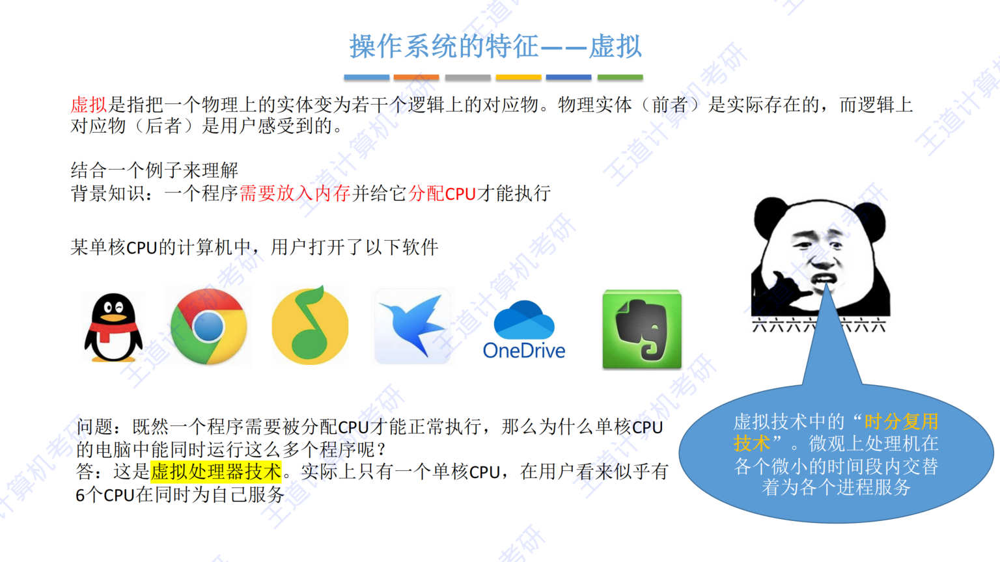 操作系统的特征——虚拟
虚拟是指把一个物理上的实体变为若干个逻辑上的对应物。物理实体（前者）是实际存在的，而逻辑上
对应物（后者）是用户感受到的。
结合一个例子来理解
背景知识：一个程序需要放入内存并给它分配CPU才能执行
某单核CPU的计算机中，用户打开了以下软件
OneDrive
六六六六六六六
问题：既然一个程序需要被分配CPU才能正常执行，那么为什么单核CPU
的电脑中能同时运行这么多个程序呢？
答：这是虚拟处理器技术。实际上只有一个单核CPU，在用户看来似乎有
6个CPU在同时为自己服务
虚拟技术中的“时分复用
技术”。微观上处理机在
各个微小的时间段内交替
着为各个进程服务
王道计算机考研